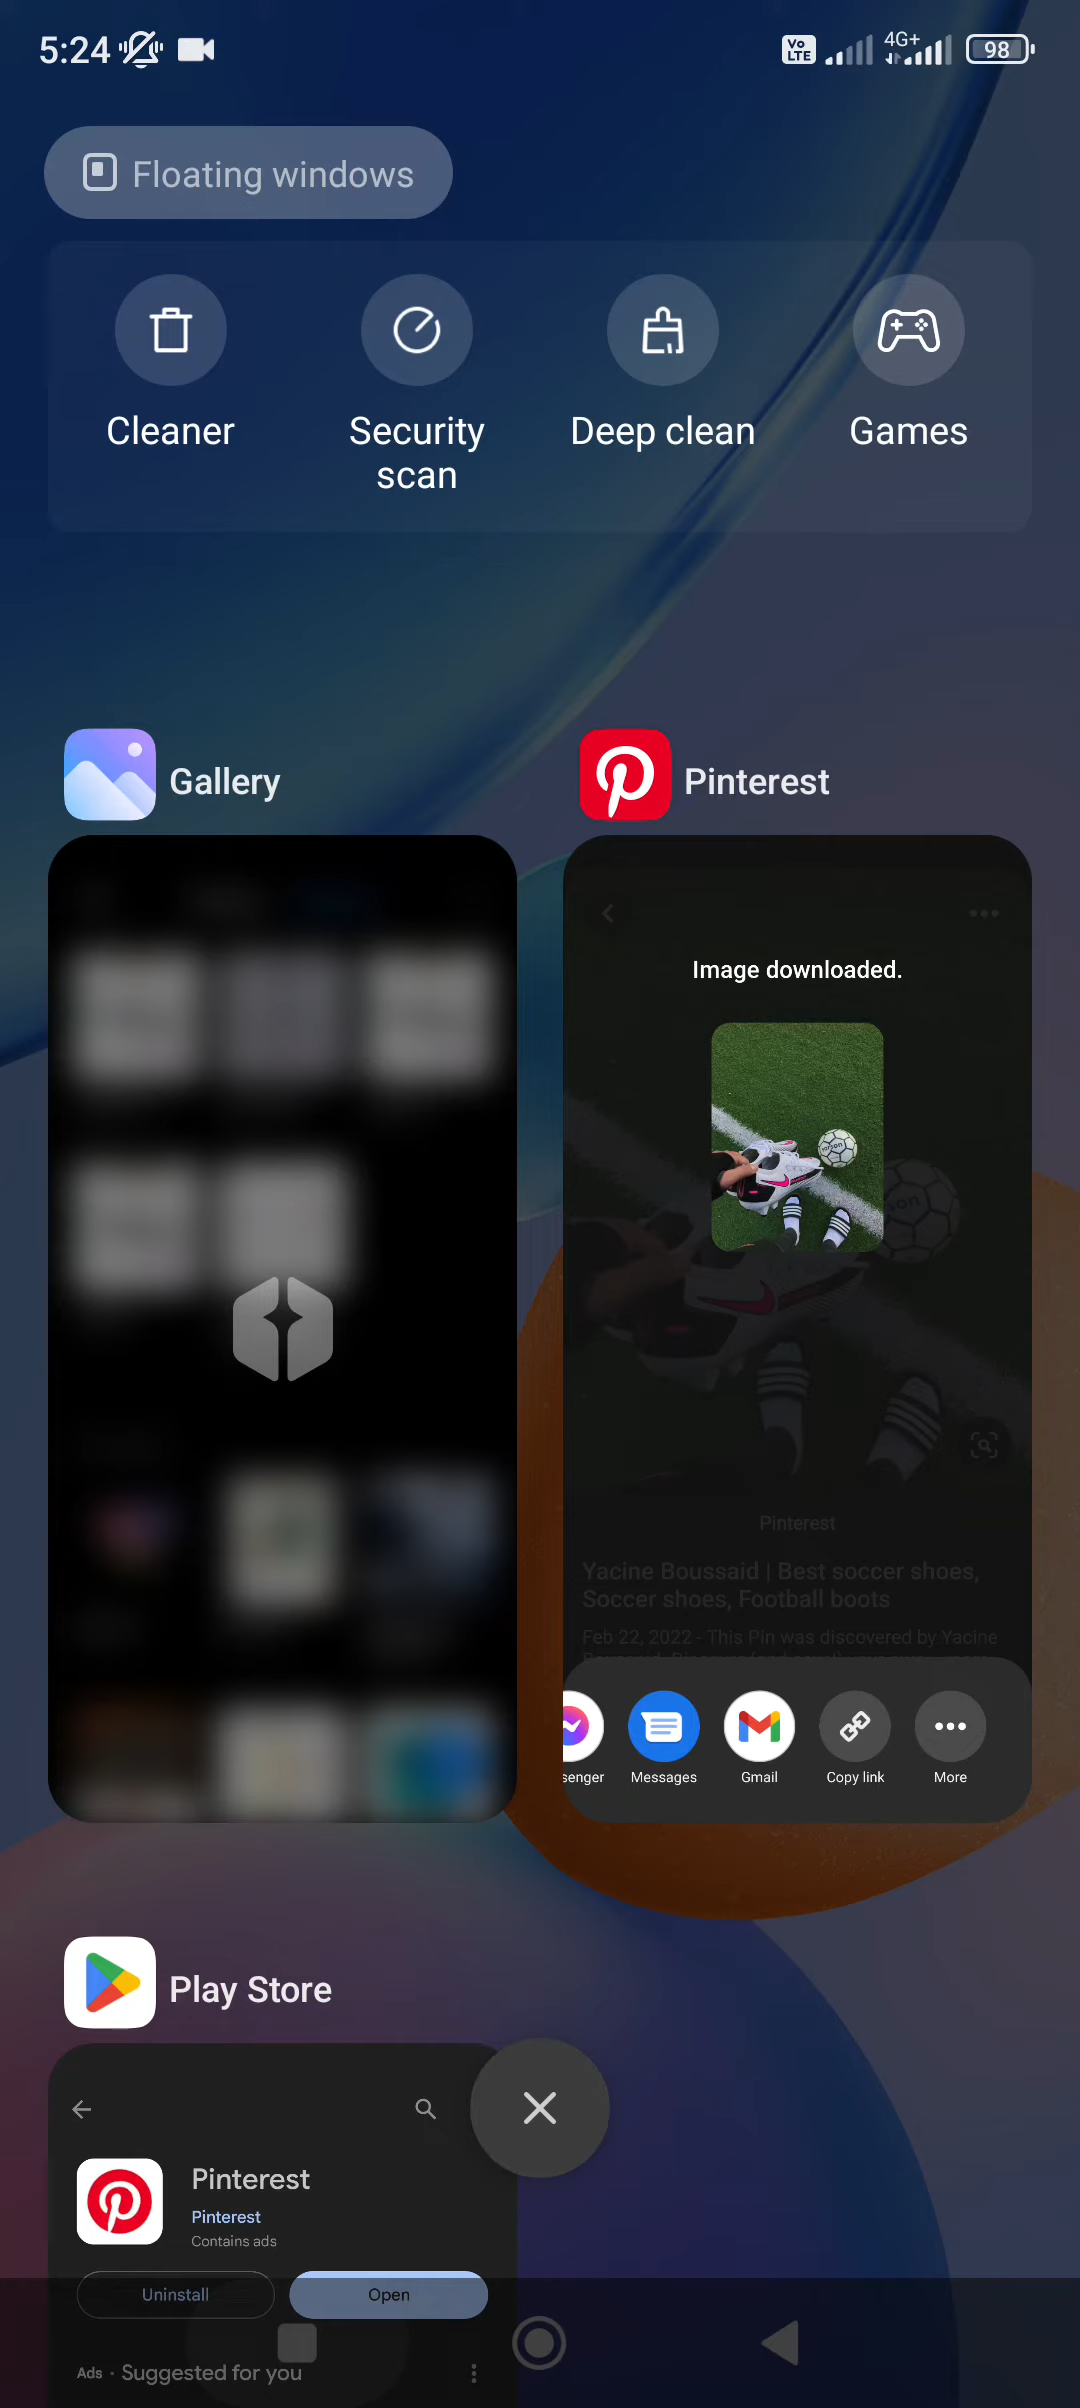 5:24
Vo LTE
4G+
98
Floating windows
Cleaner
Security scan
Deep clean
Games
Gallery
Pinterest
Image downloaded.
Pinterest
Yacine Boussaid | Best soccer shoes,
Soccer shoes, Football boots
Feb 22, 2022 - This Pin was discovered by Yacine
senger
Messages
Gmail
Copy link
More
Play Store
Pinterest
Pinterest
Contains ads
Uninstall
Open
Ads · Suggested for you